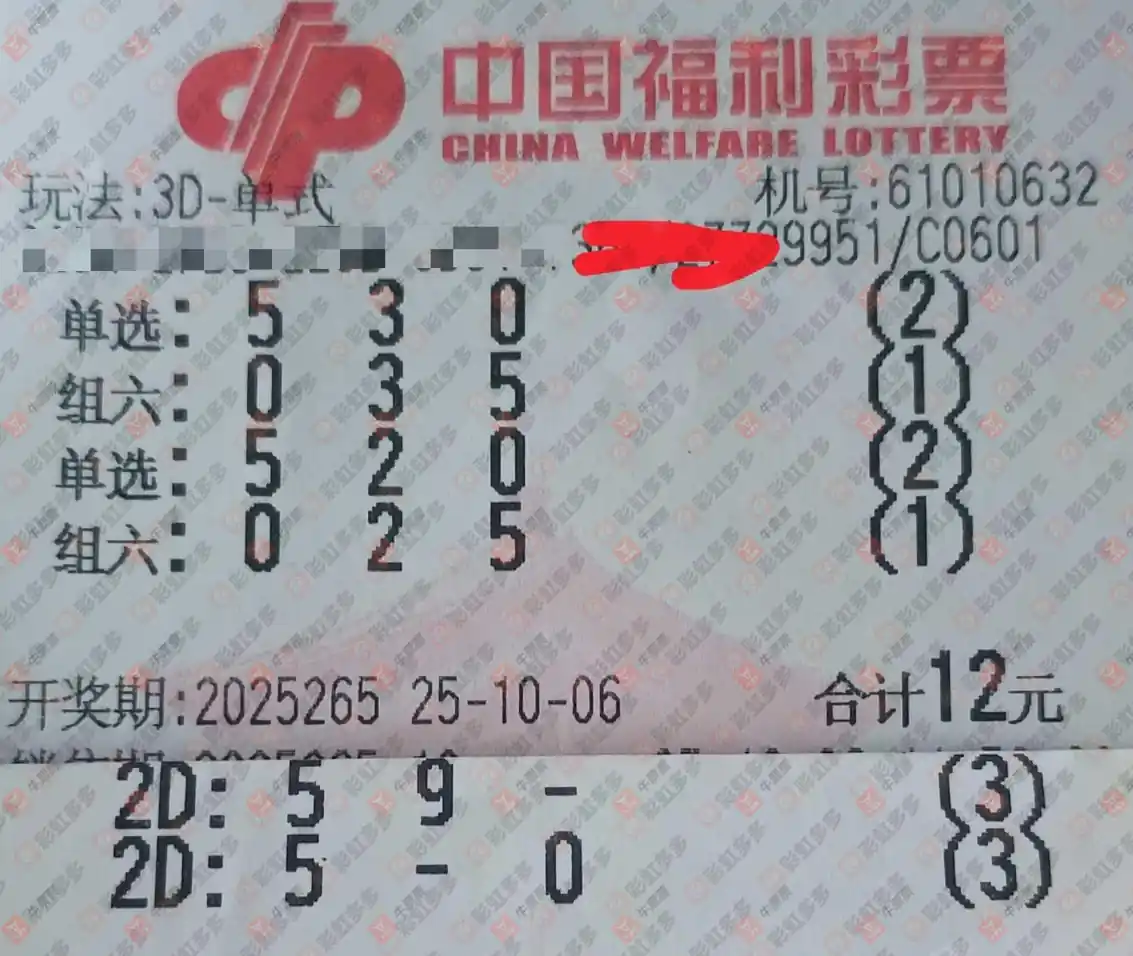 中国福利彩票
CHINA WELFARE LOTTERY
玩法:3D-单式 机号:61010632
29951/C0601
单选: 5 3 0 (2)
组六: 0 3 5 (1)
单选: 5 2 0 (2)
组六: 0 2 5 (1)
开奖期:2025265 25-10-06 合计12元
2D: 5 9 - (3)
2D: 5 - 0 (3)